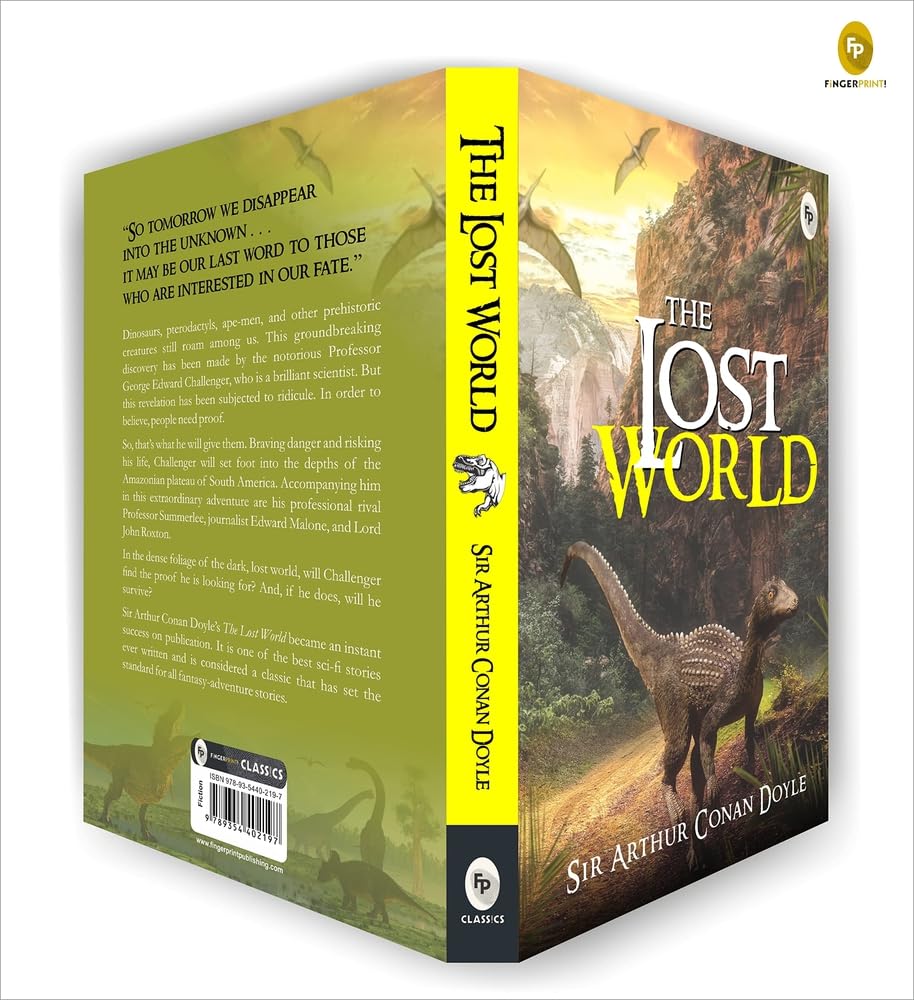 FP
FiNGERPRINT!
"SO TOMORROW WE DISAPPEAR
INTO THE UNKNOWN . . .
IT MAY BE OUR LAST WORD TO THOSE
WHO ARE INTERESTED IN OUR FATE."
Dinosaurs, pterodactyls, ape-men, and other prehistoric
creatures still roam among us. This groundbreaking
discovery has been made by the notorious Professor
George Edward Challenger, who is a brilliant scientist. But
this revelation has been subjected to ridicule. In order to
believe, people need proof.
So, that's what he will give them. Braving danger and risking
his life, Challenger will set foot into the depths of the
Amazonian plateau of South America. Accompanying him
in this extraordinary adventure are his professional rival
Professor Summerlee, journalist Edward Malone, and Lord
John Roxton.
In the dense foliage of the dark, lost world, will Challenger
find the proof he is looking for? And, if he does, will he
survive?
Sir Arthur Conan Doyle's The Lost World became an instant
success on publication. It is one of the best sci-fi stories
ever written and is considered a classic that has set the
standard for all fantasy-adventure stories.
FP FiNGERPRINT! CLASSiCS
ISBN 978-93-5440-219-7
Fiction
9 789354 402197
www.fingerprintpublishing.com
THE LOST WORLD
SIR ARTHUR CONAN DOYLE
FP
CLASSiCS
FP
THE
LOST
WORLD
SIR ARTHUR CONAN DOYLE